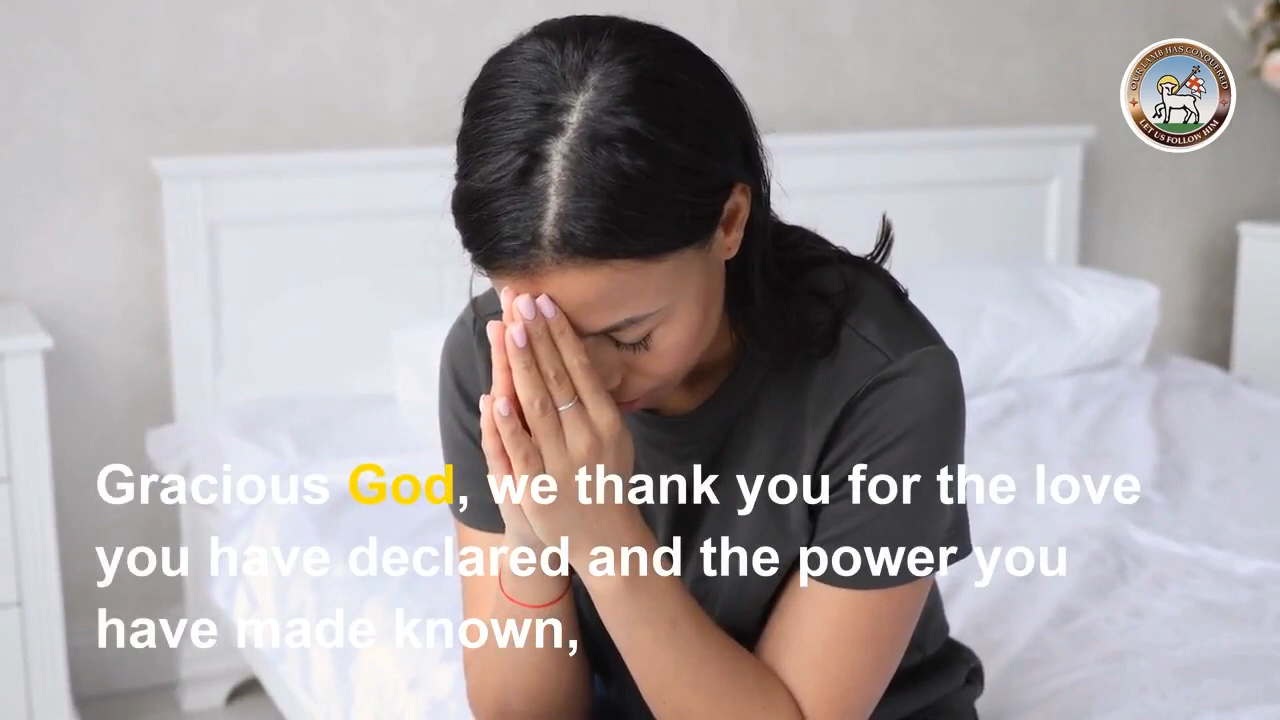 OUR LAMB HAS CONQUERED
LET US FOLLOW HIM
Gracious God, we thank you for the love
you have declared and the power you
have made known,